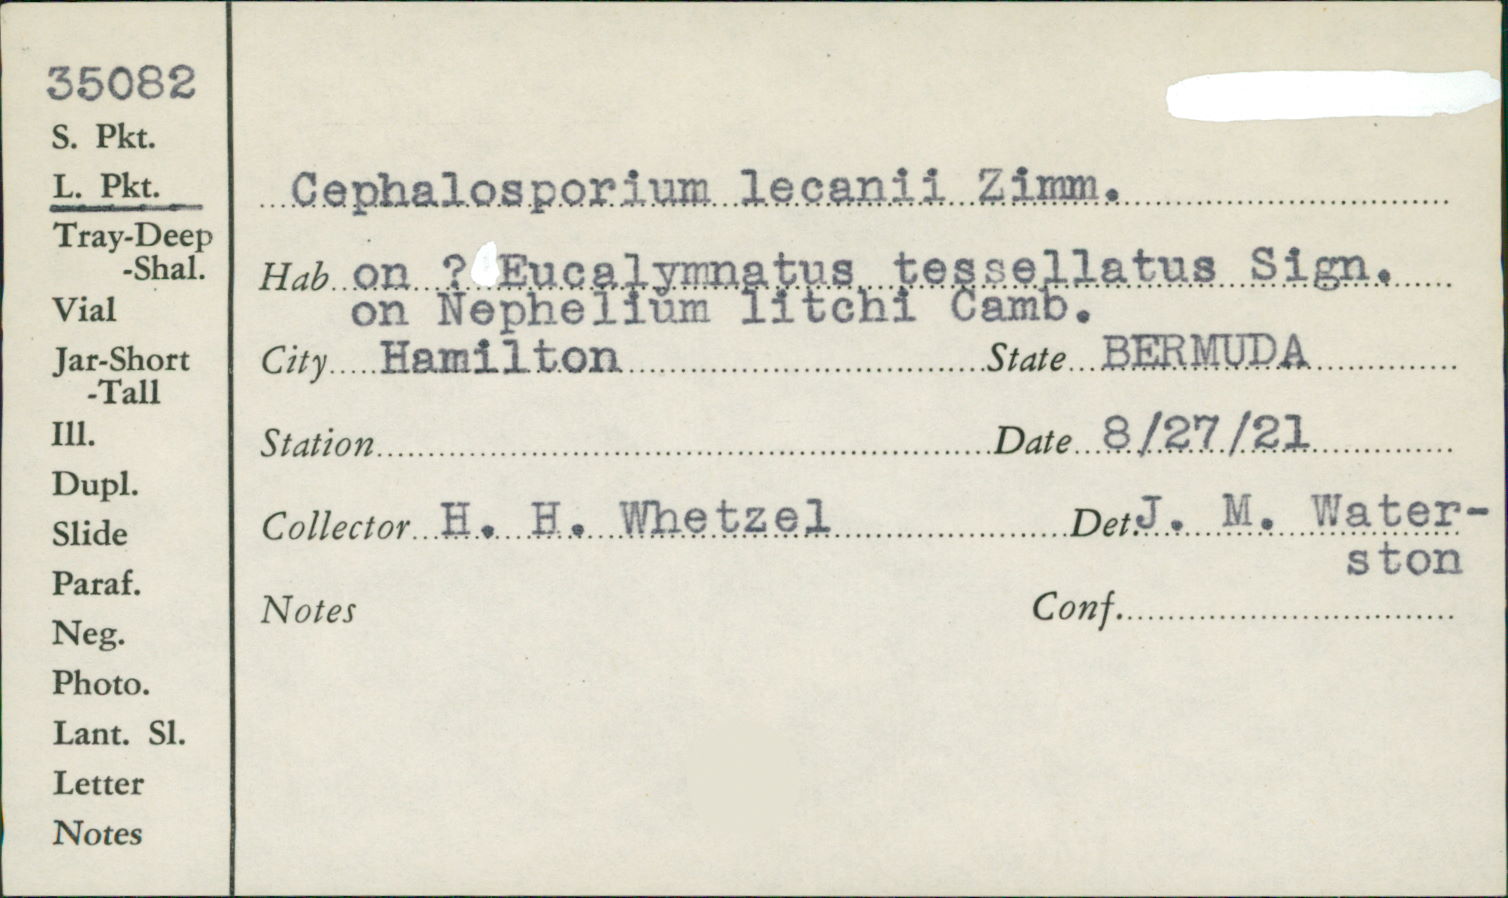 35082
S. Pkt.
L. Pkt.
Tray-Deep
-Shal.
Vial
Jar-Short
-Tall
Ill.
Dupl.
Slide
Paraf.
Neg.
Photo.
Lant. Sl.
Letter
Notes
Cephalosporium lecanii Zimm.
Hab on ? Eucalymnatus tessellatus Sign.
on Nephelium litchi Camb.
City Hamilton State BERMUDA
Station Date 8/27/21
Collector H. H. Whetzel Det. J. M. Water-
ston
Notes Conf.